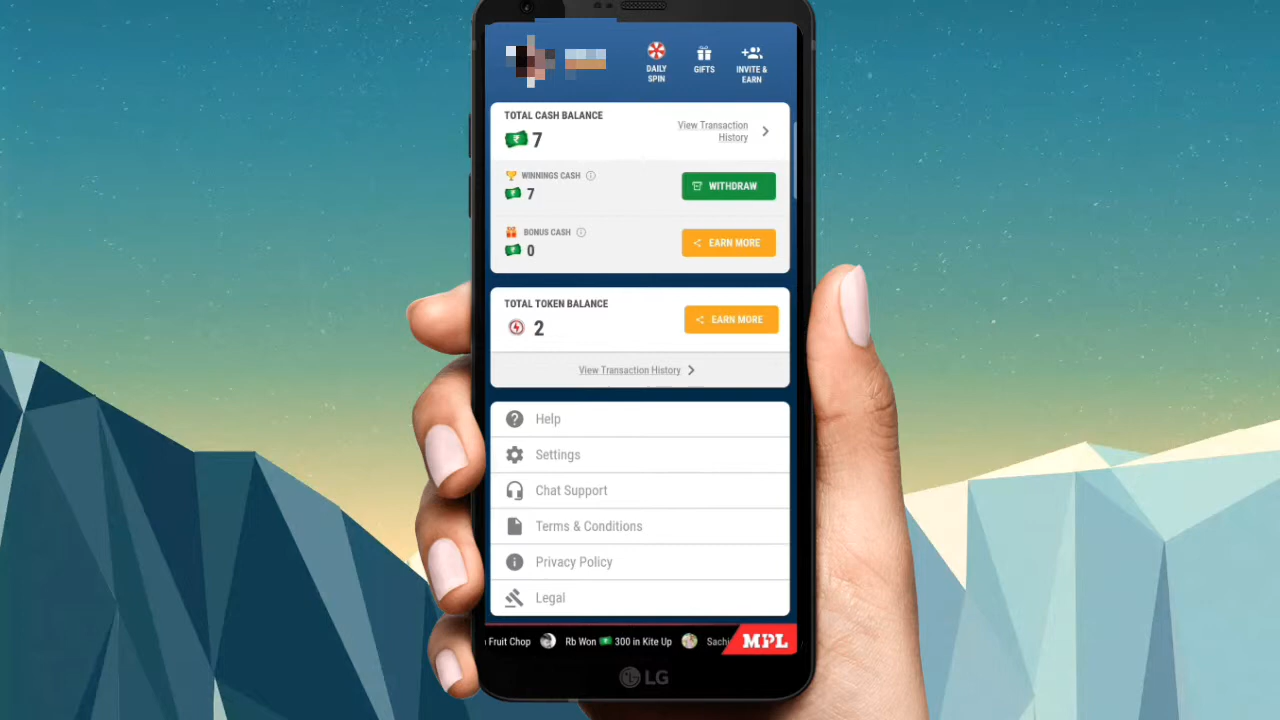 DAILY
SPIN
GIFTS
INVITE &
EARN
TOTAL CASH BALANCE
7
View Transaction
History
WINNINGS CASH
7
WITHDRAW
BONUS CASH
0
EARN MORE
TOTAL TOKEN BALANCE
2
EARN MORE
View Transaction History
Help
Settings
Chat Support
Terms & Conditions
Privacy Policy
Legal
Fruit Chop
Rb Won 300 in Kite Up
MPL
LG